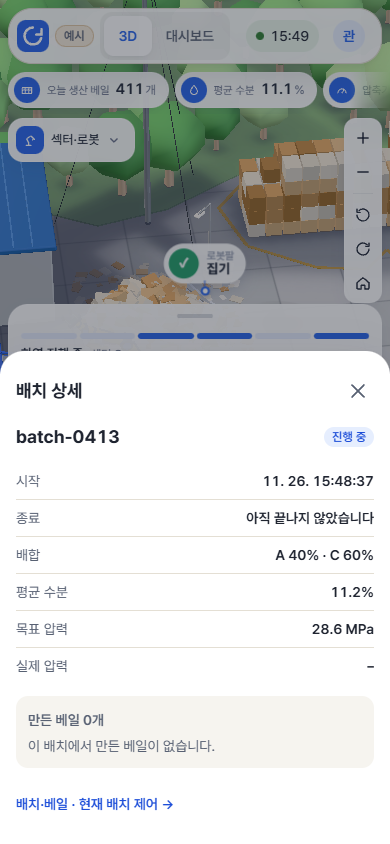 예시
3D
대시보드
15:49
관
오늘 생산 베일 411개
평균 수분 11.1%
섹터·로봇
로봇팔
집기
배치 상세
batch-0413
진행 중
시작 11. 26. 15:48:37
종료 아직 끝나지 않았습니다
배합 A 40% · C 60%
평균 수분 11.2%
목표 압력 28.6 MPa
실제 압력 –
만든 베일 0개
이 배치에서 만든 베일이 없습니다.
배치·베일 · 현재 배치 제어 →